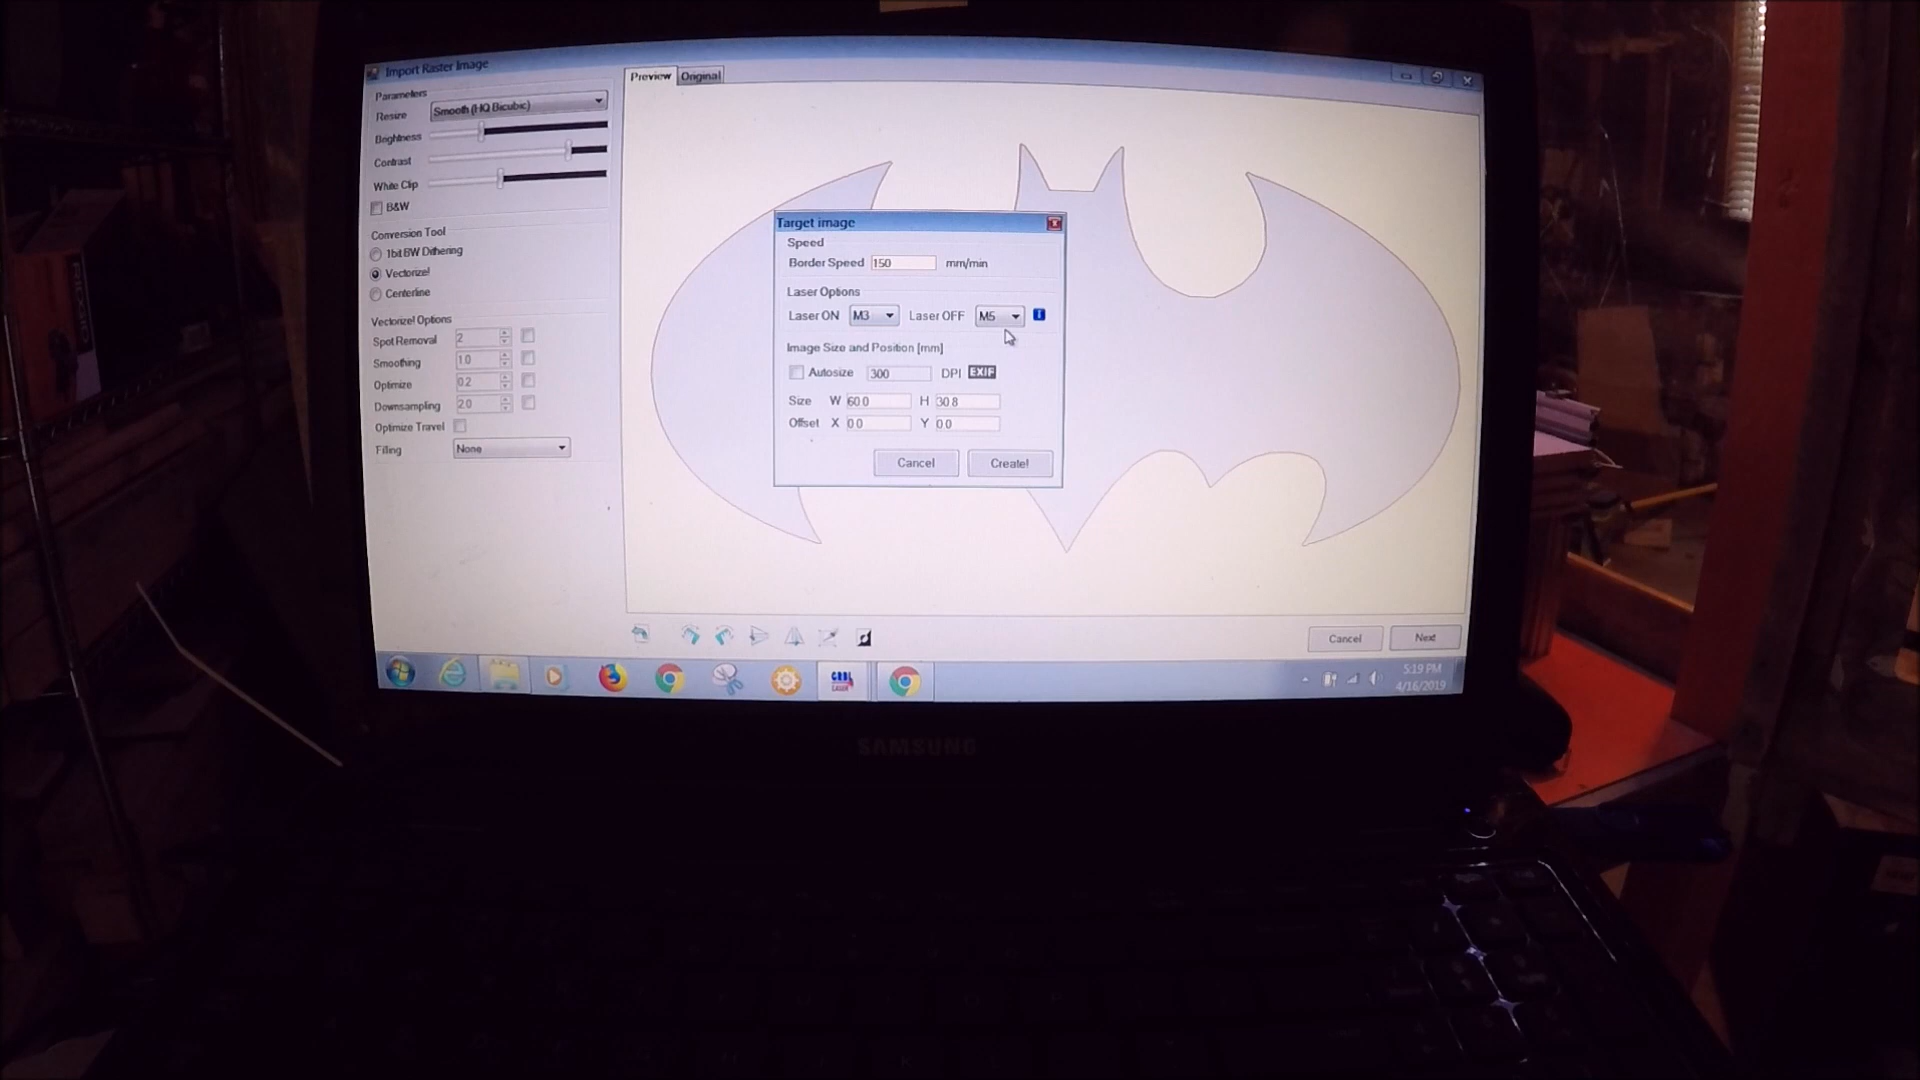 Import Raster Image
Parameters
Resize Smooth (HQ Bicubic)
Brightness
Contrast
White Clip
B&W
Conversion Tool
1bit BW Dithering
Vectorize!
Centerline
Vectorize! Options
Spot Removal 2
Smoothing 1.0
Optimize 0.2
Downsampling 2.0
Optimize Travel
Filling None
Preview Original
Target image
Speed
Border Speed 150 mm/min
Laser Options
Laser ON M3 Laser OFF M5
Image Size and Position [mm]
Autosize 300 DPI EXIF
Size W 60.0 H 30.8
Offset X 0.0 Y 0.0
Cancel Create!
Cancel Next
GRBL
LASER
5:19 PM
4/16/2019
SAMSUNG
RIDGID